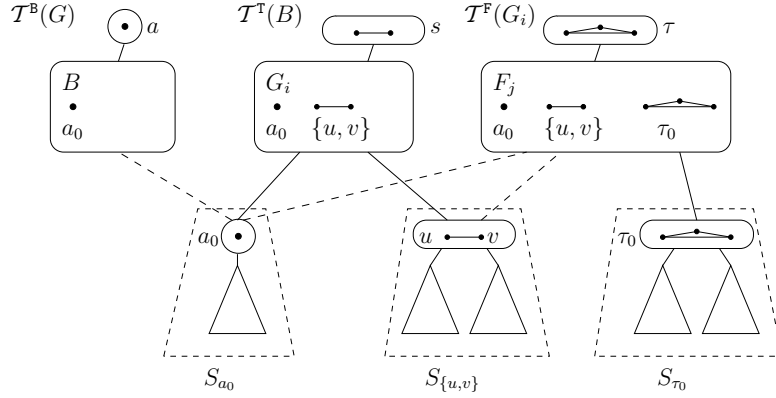 𝒯^B(G) a 𝒯^T(B) s 𝒯^F(G_i) τ
B G_i F_j
a_0 a_0 {u, v} a_0 {u, v} τ_0
a_0 u v τ_0
S_{a_0} S_{{u,v}} S_{τ_0}